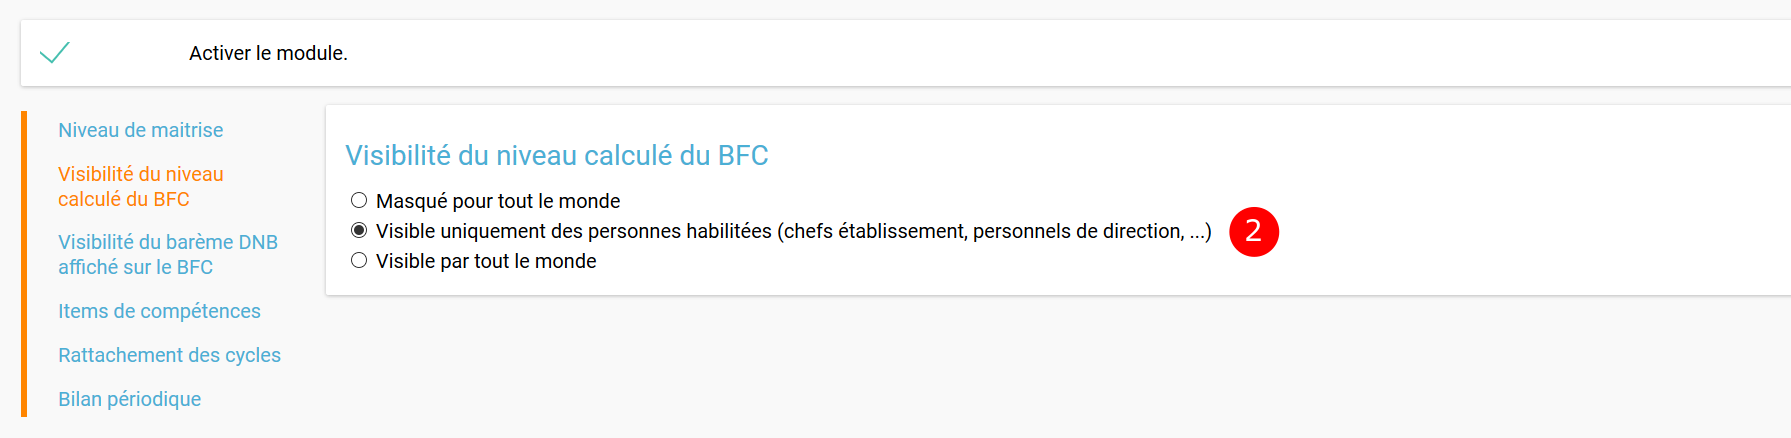 Activer le module.
Niveau de maitrise
Visibilité du niveau
calculé du BFC
Visibilité du barème DNB
affiché sur le BFC
Items de compétences
Rattachement des cycles
Bilan périodique
Visibilité du niveau calculé du BFC
Masqué pour tout le monde
Visible uniquement des personnes habilitées (chefs établissement, personnels de direction, ...)
2
Visible par tout le monde